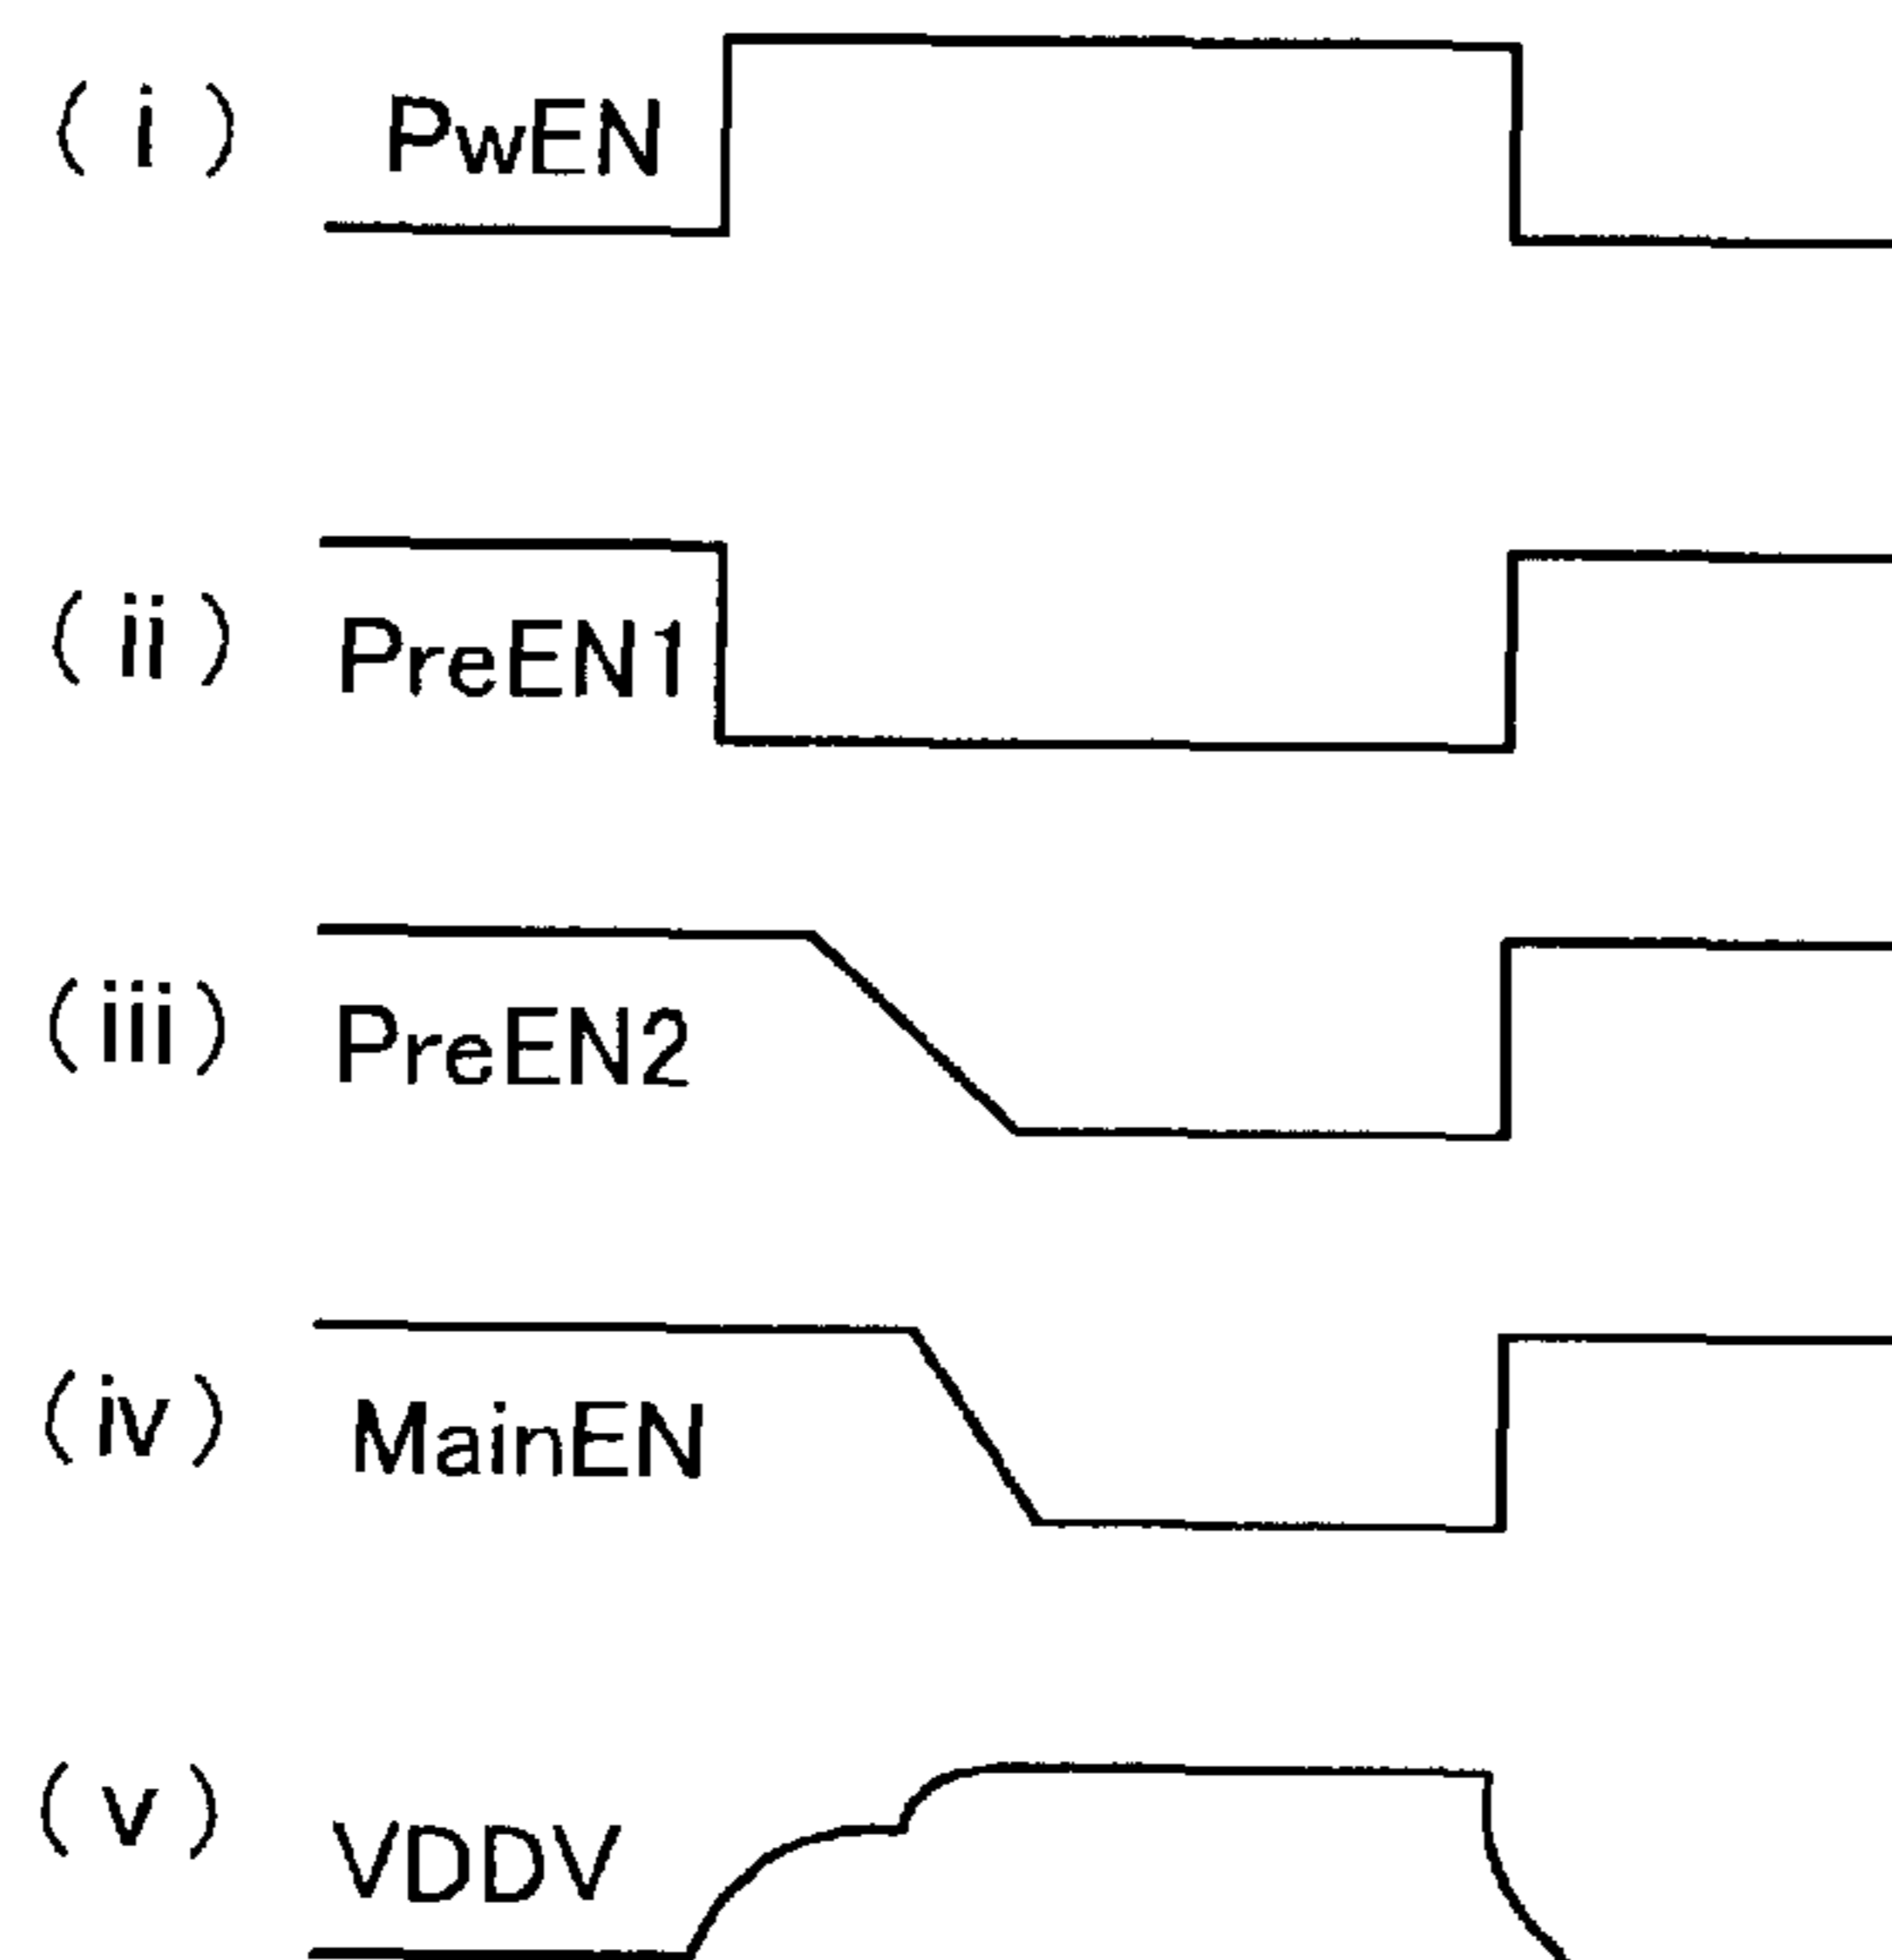 ( i ) PwEN
( ii ) PreEN1
(iii) PreEN2
(iv) MainEN
( v ) VDDV